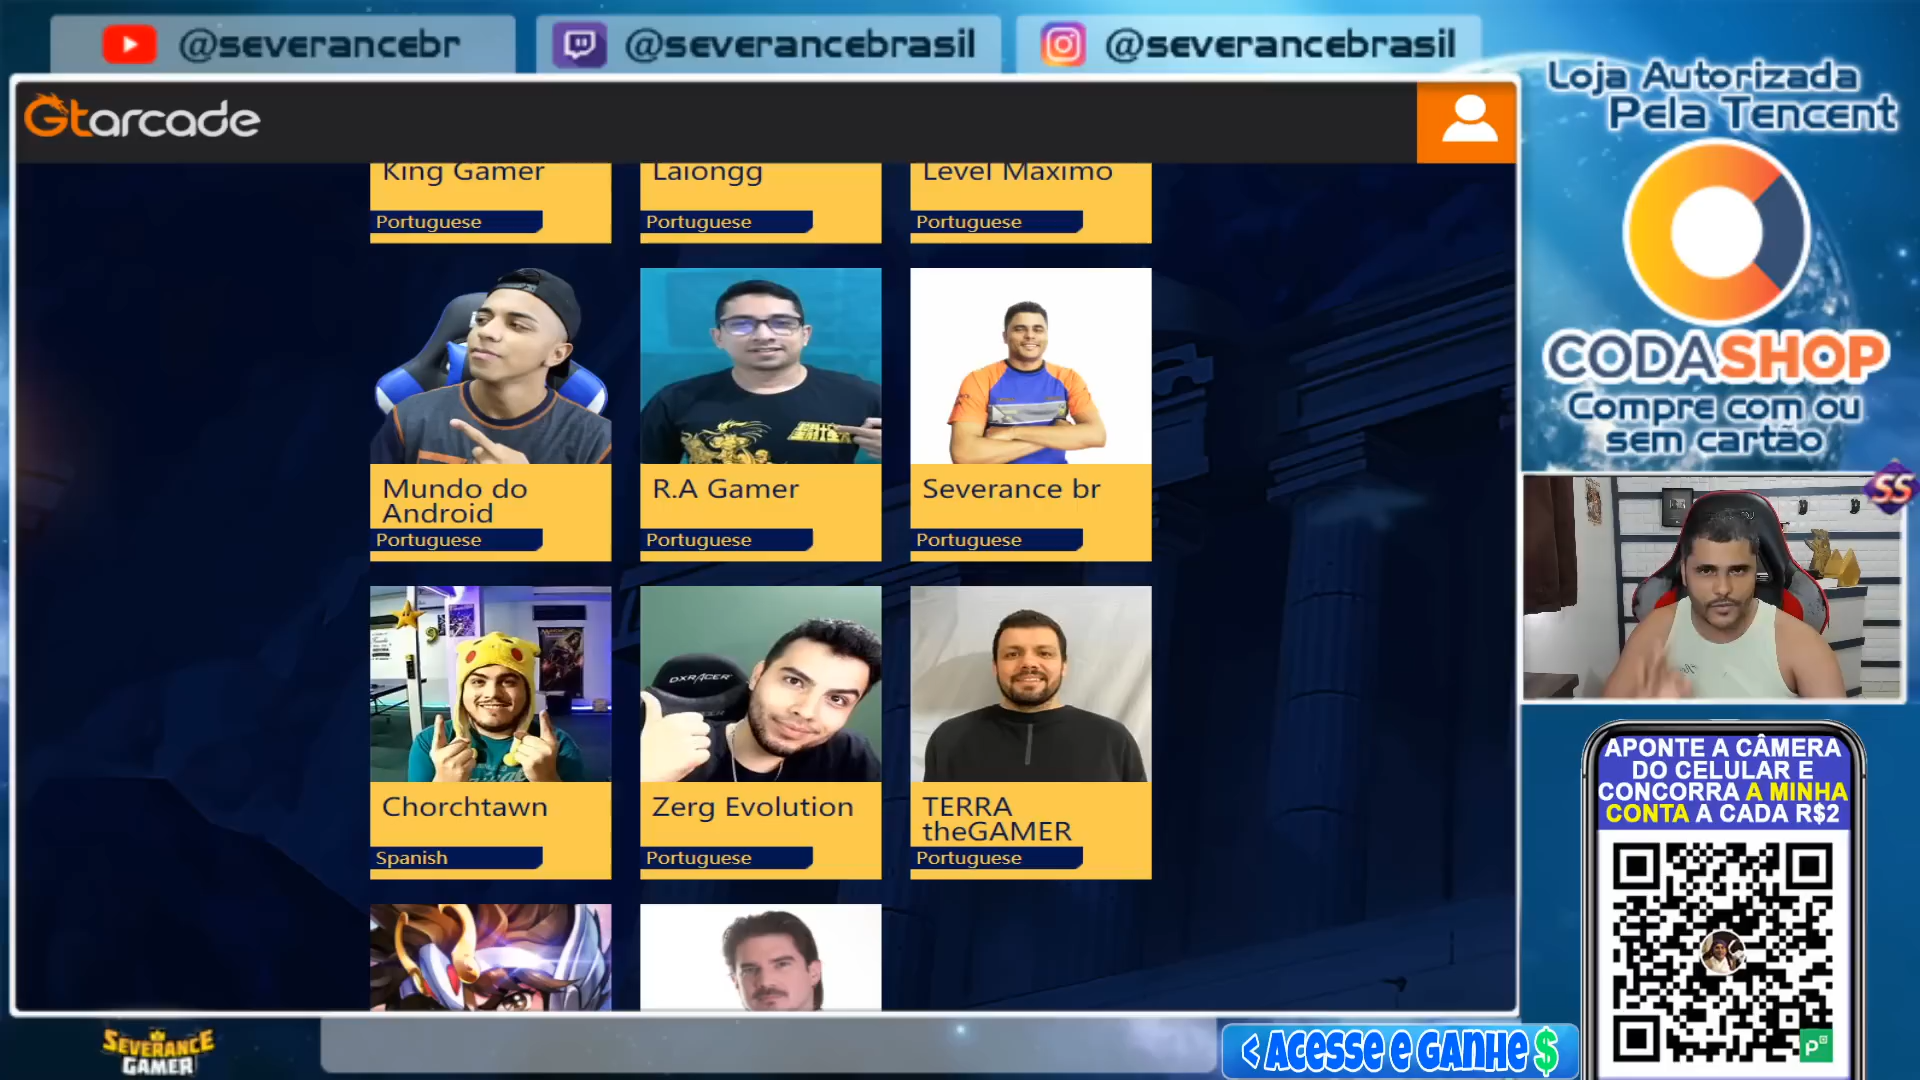 @severancebr
@severancebrasil
@severancebrasil
Gtarcade
King Gamer
Portuguese
Laiongg
Portuguese
Level Maximo
Portuguese
Mundo do
Android
Portuguese
R.A Gamer
Portuguese
Severance br
Portuguese
DXRACER
Chorchtawn
Spanish
Zerg Evolution
Portuguese
TERRA
theGAMER
Portuguese
Loja Autorizada
Pela Tencent
CODASHOP
Compre com ou
sem cartão
SS
APONTE A CÂMERA
DO CELULAR E
CONCORRA A MINHA
CONTA A CADA R$2
P
SEVERANCE
GAMER
< ACESSE E GANHE $